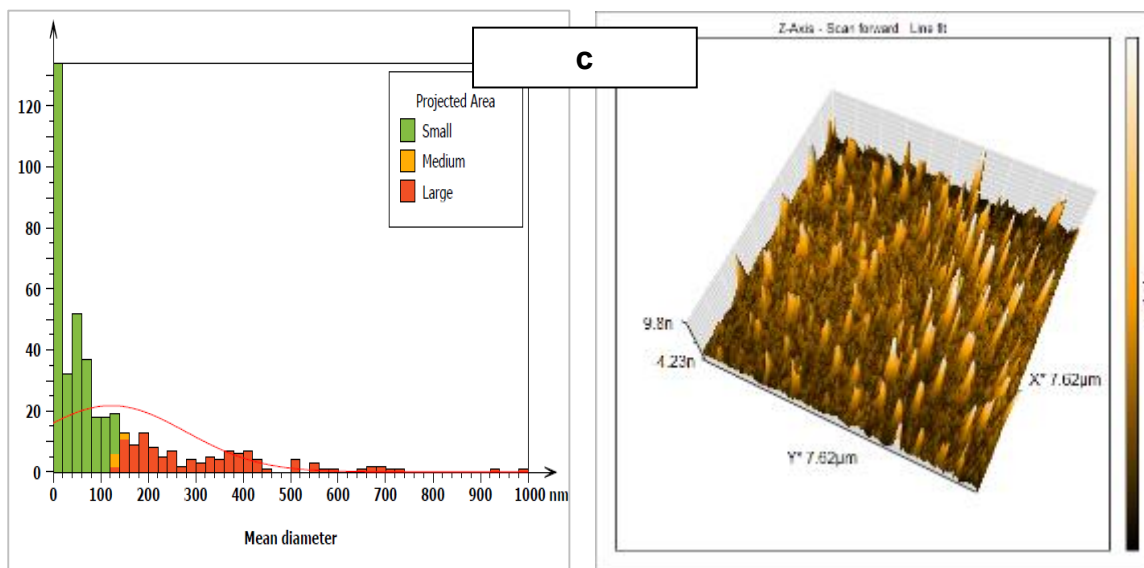 c
120
100
80
60
40
20
0
0 100 200 300 400 500 600 700 800 900 1000 nm
Mean diameter
Projected Area
Small
Medium
Large
Z-Axis - Scan forward Line fit
9.8n
4.23n
X* 7.62µm
Y* 7.62µm